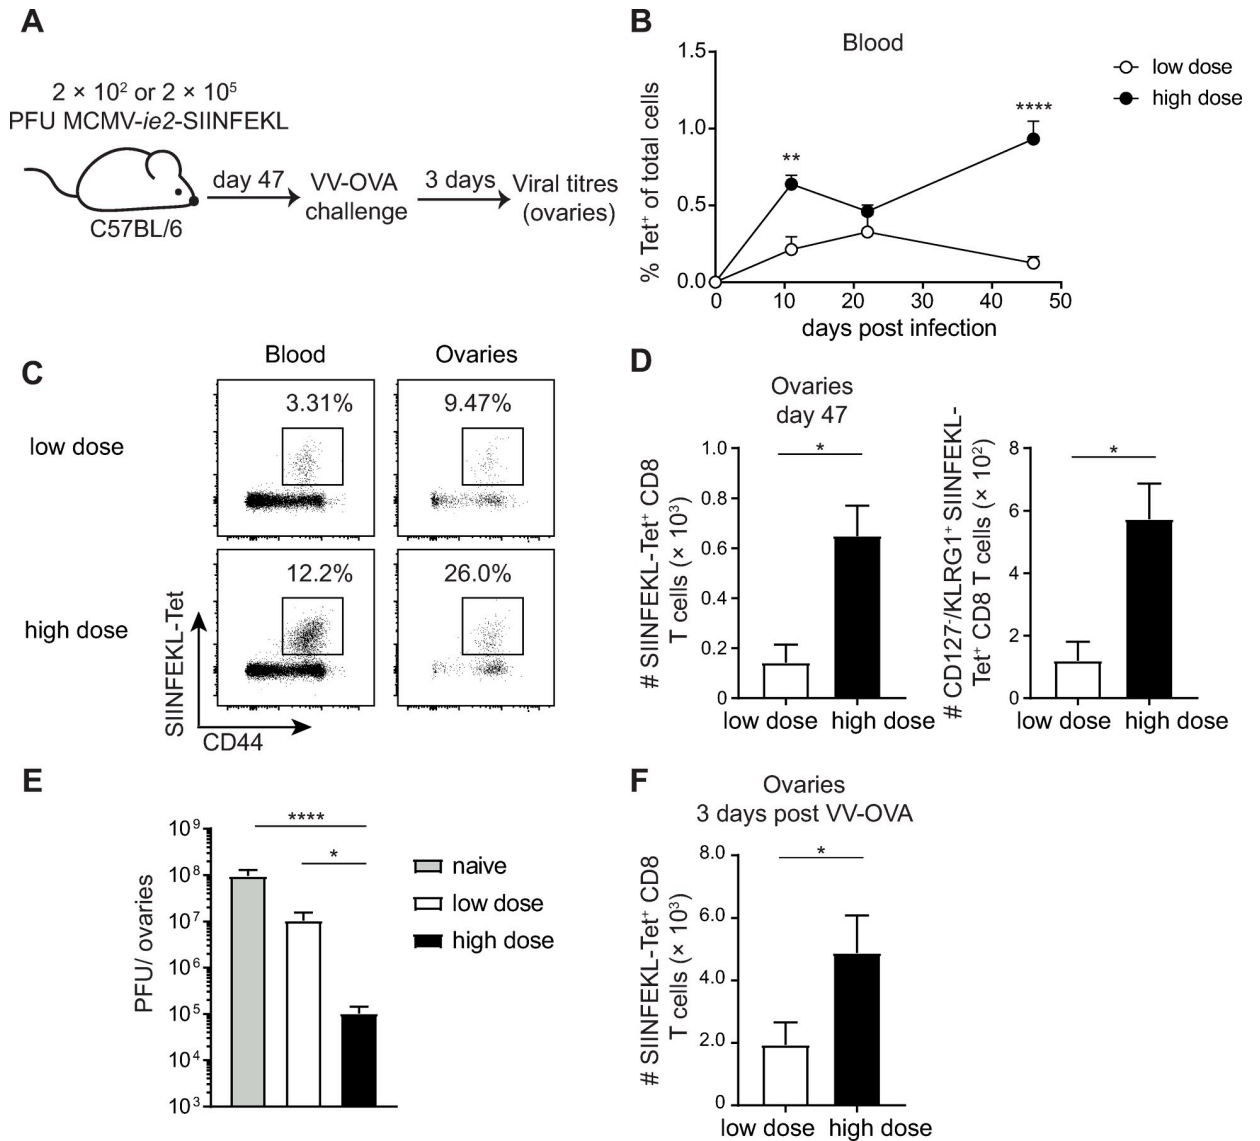 A
2 × 10² or 2 × 10⁵
PFU MCMV-ie2-SIINFEKL
C57BL/6
day 47
VV-OVA
challenge
3 days
Viral titres
(ovaries)
B
Blood
% Tet⁺ of total cells
1.5
1.0
0.5
0.0
**
****
0
10
20
30
40
50
days post infection
low dose
high dose
C
Blood
Ovaries
low dose
3.31%
9.47%
high dose
12.2%
26.0%
SIINFEKL-Tet
CD44
D
Ovaries
day 47
# SIINFEKL-Tet⁺ CD8
T cells (× 10³)
1.0
0.8
0.6
0.4
0.2
0
*
low dose
high dose
# CD127⁻/KLRG1⁺ SIINFEKL-
Tet⁺ CD8 T cells (× 10²)
8
6
4
2
0
*
low dose
high dose
E
PFU/ ovaries
10⁹
10⁸
10⁷
10⁶
10⁵
10⁴
10³
****
*
naive
low dose
high dose
F
Ovaries
3 days post VV-OVA
# SIINFEKL-Tet⁺ CD8
T cells (× 10³)
8.0
6.0
4.0
2.0
0
*
low dose
high dose